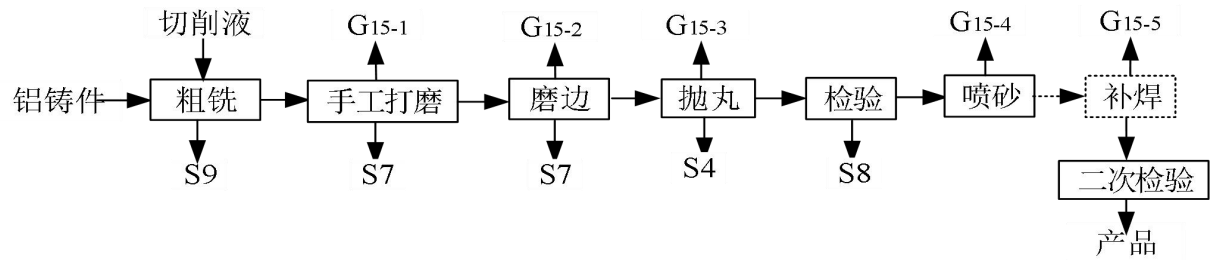 切削液
G15-1
G15-2
G15-3
G15-4
G15-5
铝铸件
粗铣
手工打磨
磨边
抛丸
检验
喷砂
补焊
S9
S7
S7
S4
S8
二次检验
产品